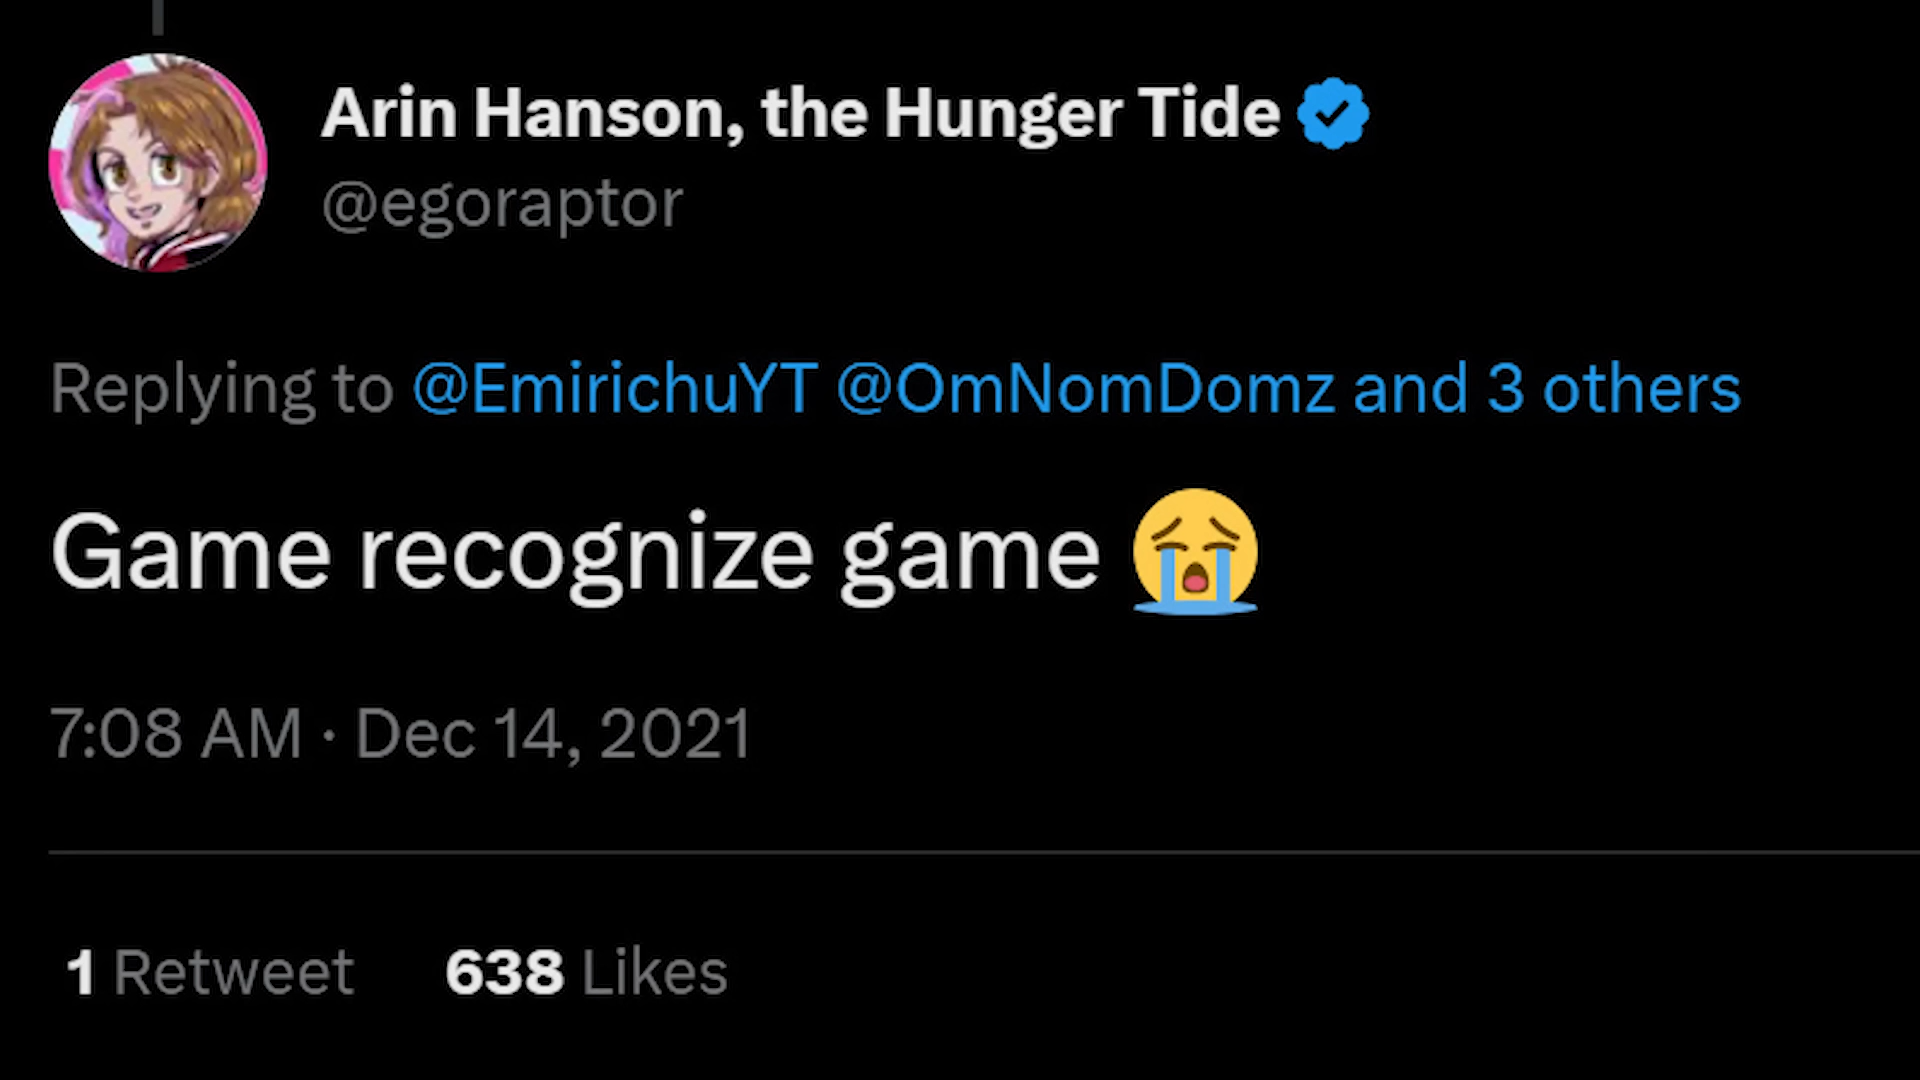 Arin Hanson, the Hunger Tide
@egoraptor
Replying to @EmirichuYT @OmNomDomz and 3 others
Game recognize game 😭
7:08 AM · Dec 14, 2021
1 Retweet 638 Likes